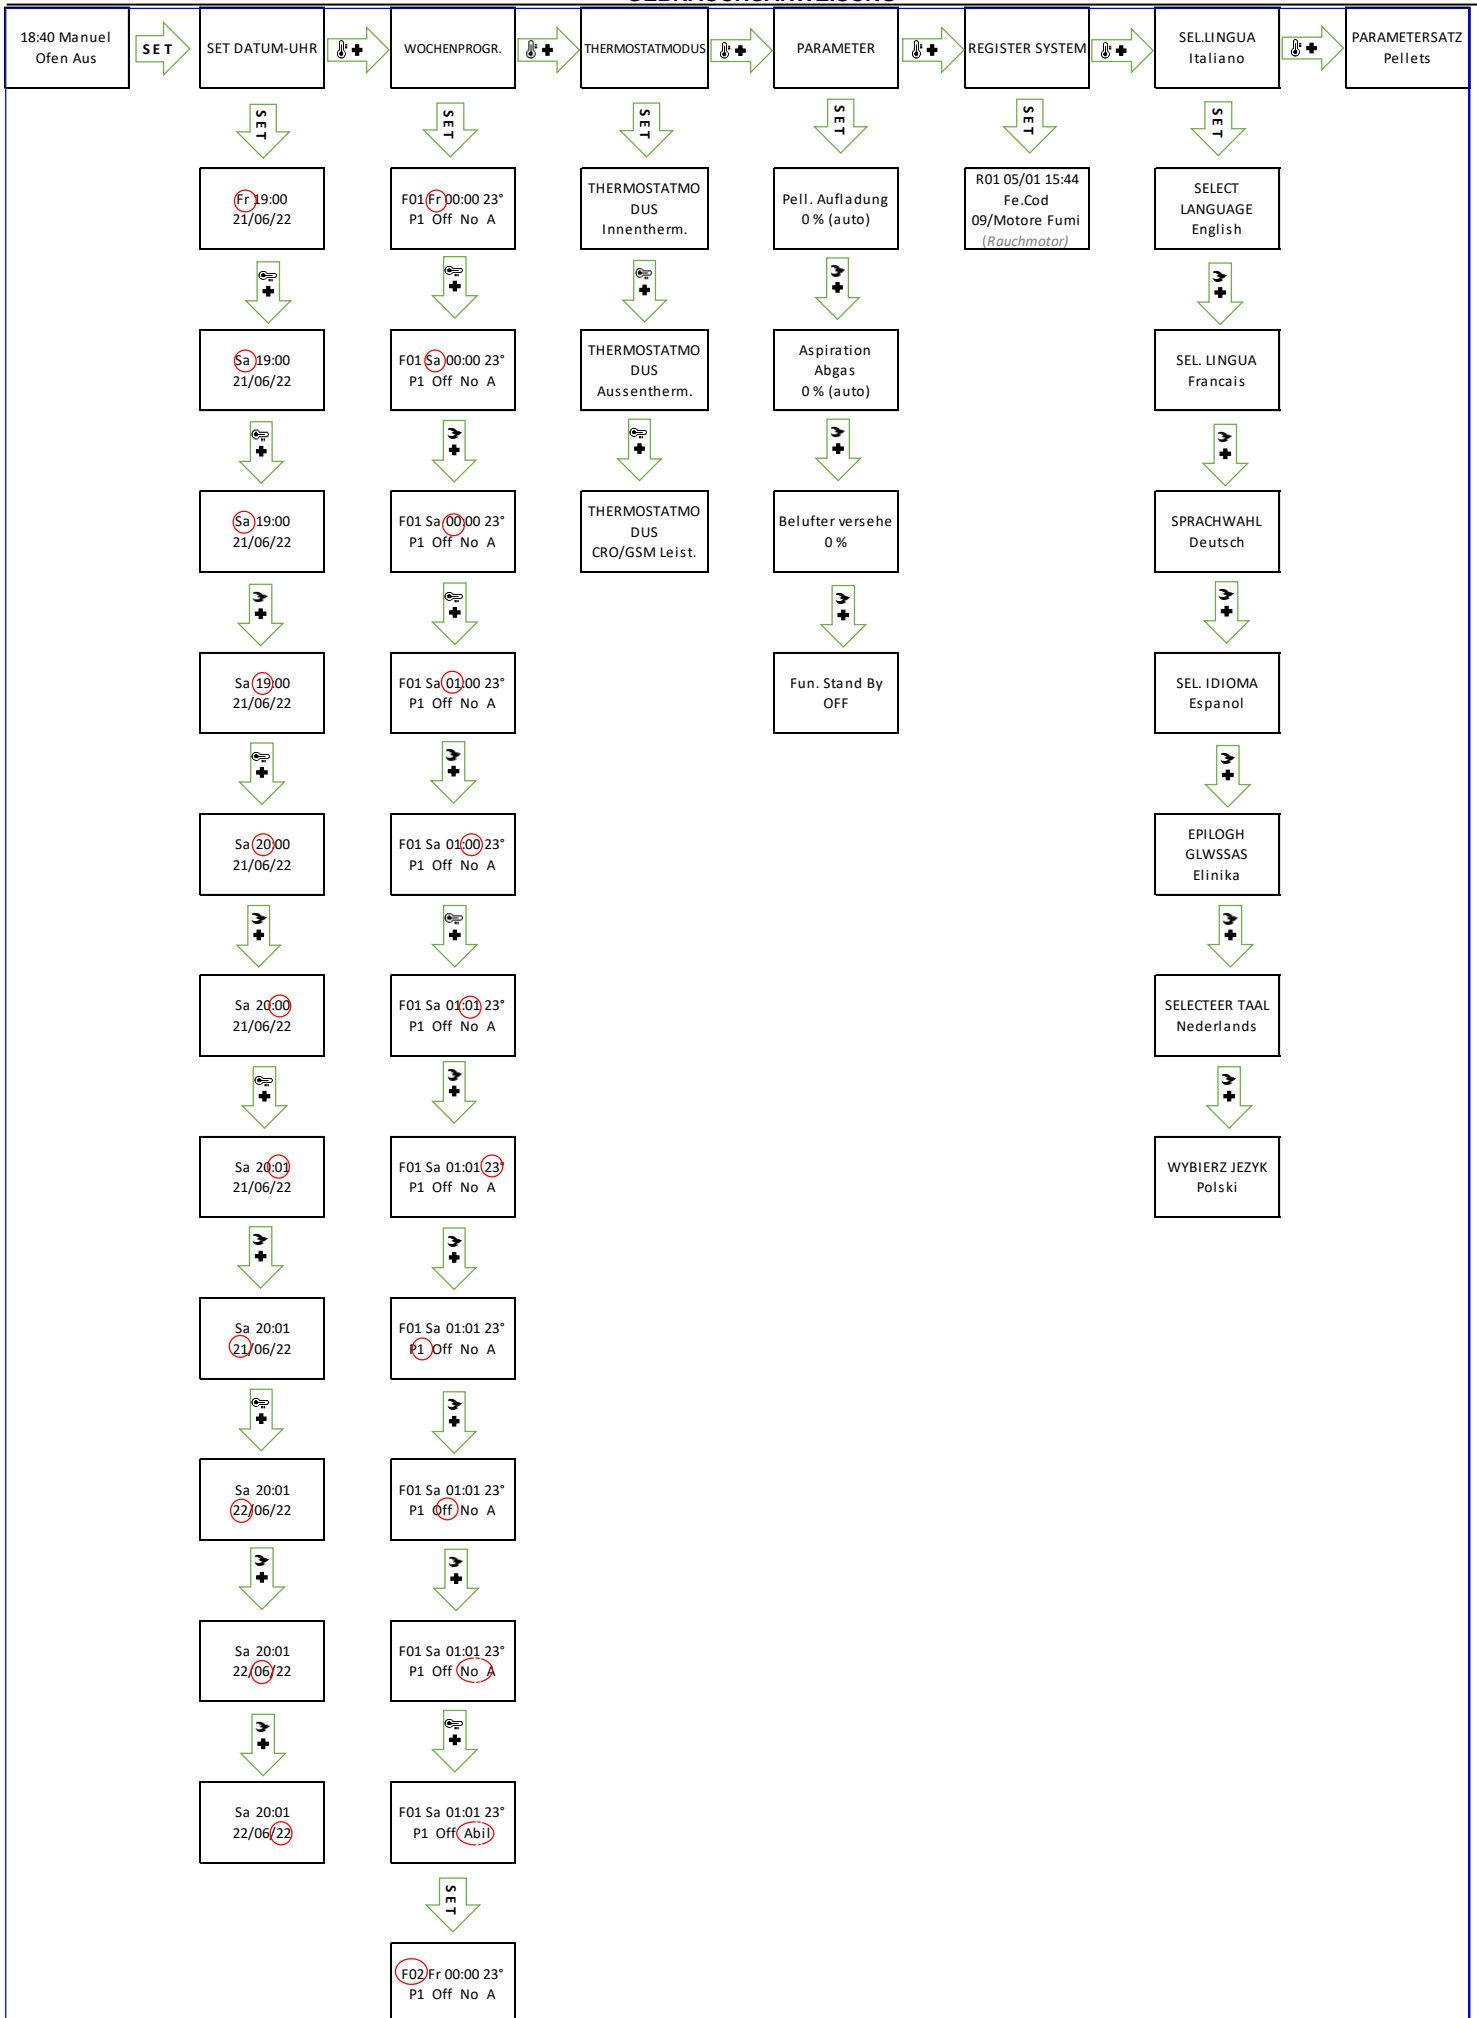 GEBRAUCHSANWEISUNG
18:40 Manuel
Ofen Aus
SET
SET DATUM-UHR
WOCHENPROGR.
THERMOSTATMODUS
PARAMETER
REGISTER SYSTEM
SEL.LINGUA
Italiano
PARAMETERSATZ
Pellets
SET
SET
SET
SET
SET
SET
Fr 19:00
21/06/22
Sa 19:00
21/06/22
Sa 19:00
21/06/22
Sa 19:00
21/06/22
Sa 20:00
21/06/22
Sa 20:00
21/06/22
Sa 20:01
21/06/22
Sa 20:01
21/06/22
Sa 20:01
22/06/22
Sa 20:01
22/06/22
Sa 20:01
22/06/22
F01 Fr 00:00 23°
P1 Off No A
F01 Sa 00:00 23°
P1 Off No A
F01 Sa 00:00 23°
P1 Off No A
F01 Sa 01:00 23°
P1 Off No A
F01 Sa 01:00 23°
P1 Off No A
F01 Sa 01:01 23°
P1 Off No A
F01 Sa 01:01 23°
P1 Off No A
F01 Sa 01:01 23°
P1 Off No A
F01 Sa 01:01 23°
P1 Off No A
F01 Sa 01:01 23°
P1 Off No A
F01 Sa 01:01 23°
P1 Off Abil
SET
F02 Fr 00:00 23°
P1 Off No A
THERMOSTATMO
DUS
Innentherm.
THERMOSTATMO
DUS
Aussentherm.
THERMOSTATMO
DUS
CRO/GSM Leist.
Pell. Aufladung
0 % (auto)
Aspiration
Abgas
0 % (auto)
Belufter versehe
0 %
Fun. Stand By
OFF
R01 05/01 15:44
Fe.Cod
09/Motore Fumi
(Rauchmotor)
SELECT
LANGUAGE
English
SEL. LINGUA
Francais
SPRACHWAHL
Deutsch
SEL. IDIOMA
Espanol
EPILOGH
GLWSSAS
Elinika
SELECTEER TAAL
Nederlands
WYBIERZ JEZYK
Polski